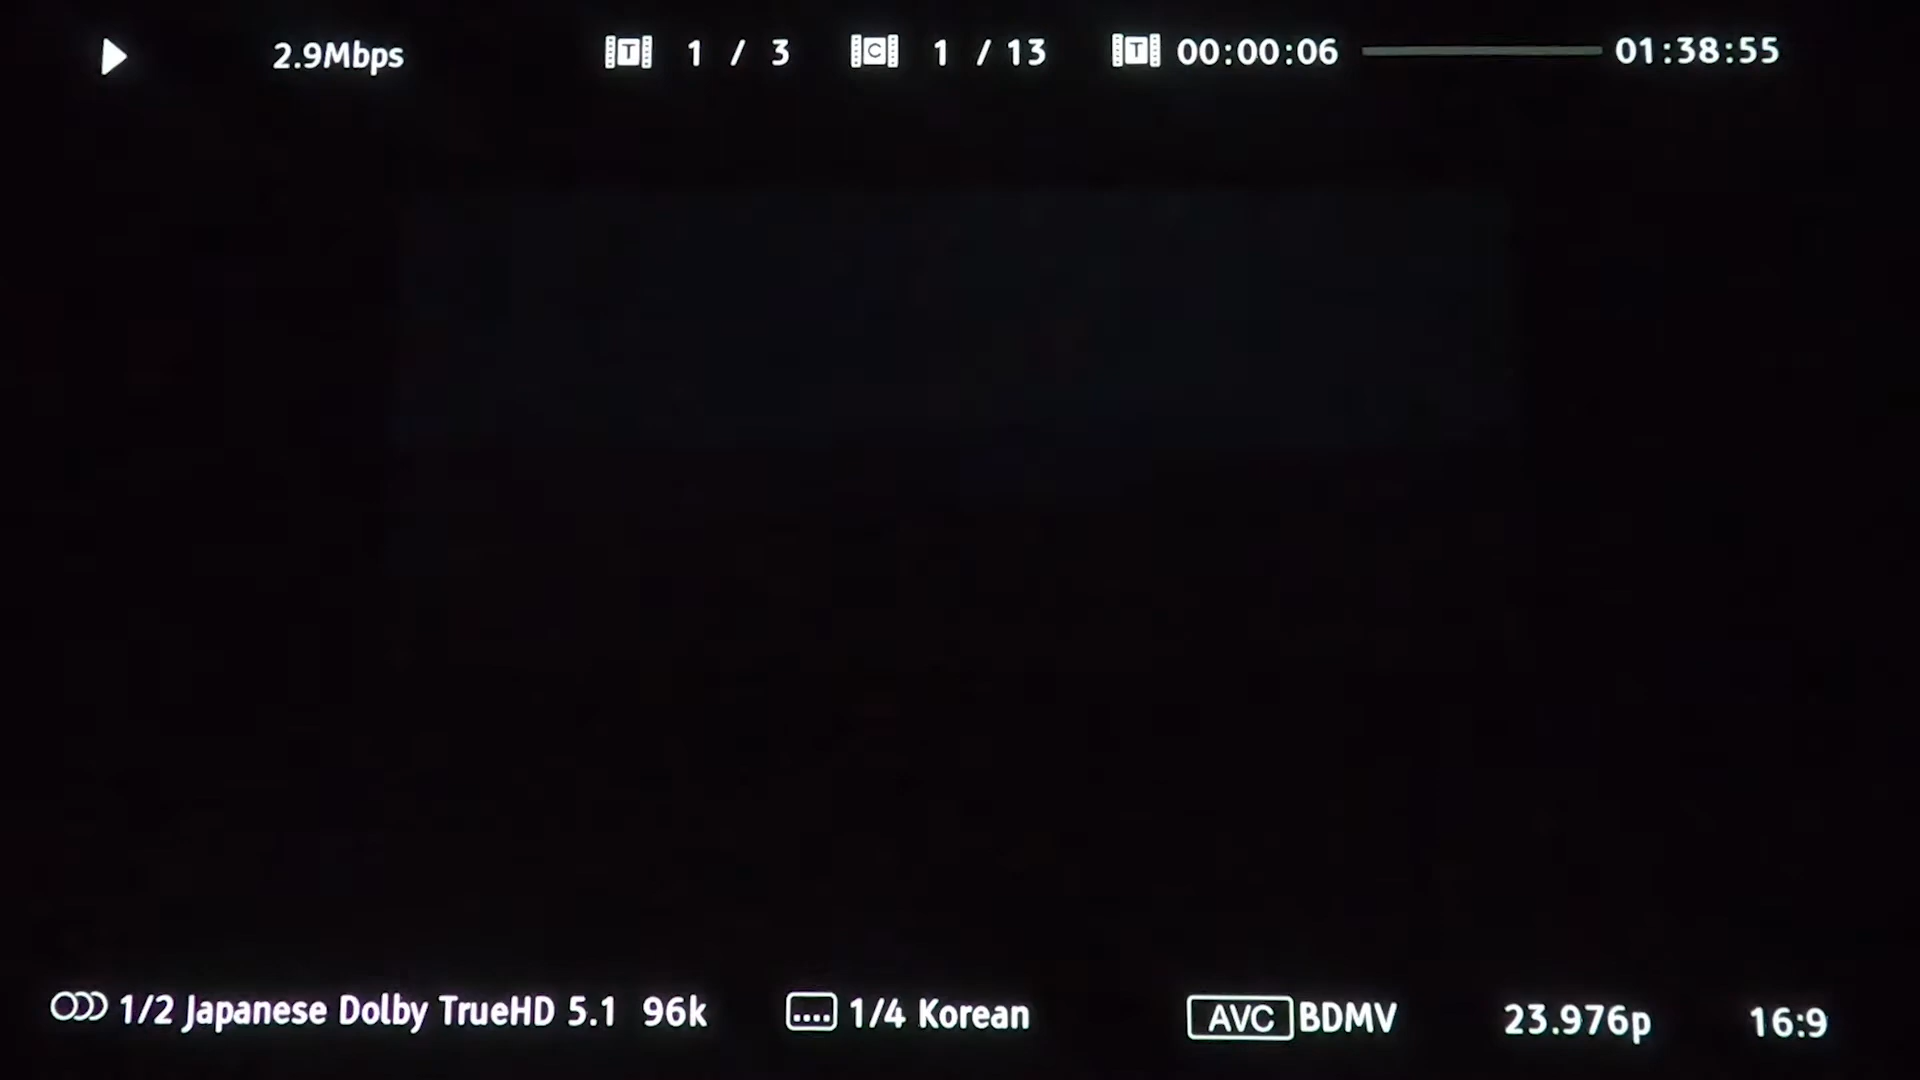 2.9Mbps T 1 / 3 C 1 / 13 T 00:00:06 01:38:55
1/2 Japanese Dolby TrueHD 5.1 96k 1/4 Korean AVC BDMV 23.976p 16:9